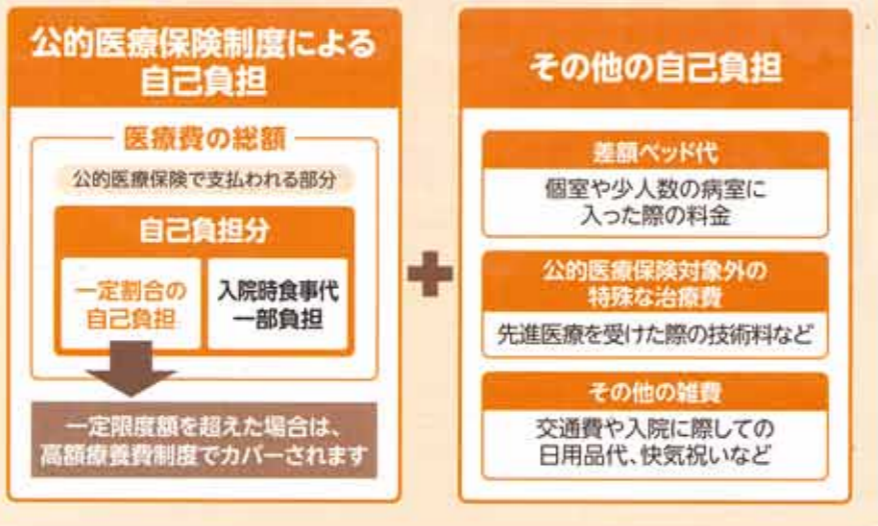 公的医療保険制度による
自己負担
医療費の総額
公的医療保険で支払われる部分
自己負担分
一定割合の
自己負担
入院時食事代
一部負担
一定限度額を超えた場合は、
高額療養費制度でカバーされます
その他の自己負担
差額ベッド代
個室や少人数の病室に
入った際の料金
公的医療保険対象外の
特殊な治療費
先進医療を受けた際の技術料など
その他の雑費
交通費や入院に際しての
日用品代、快気祝いなど